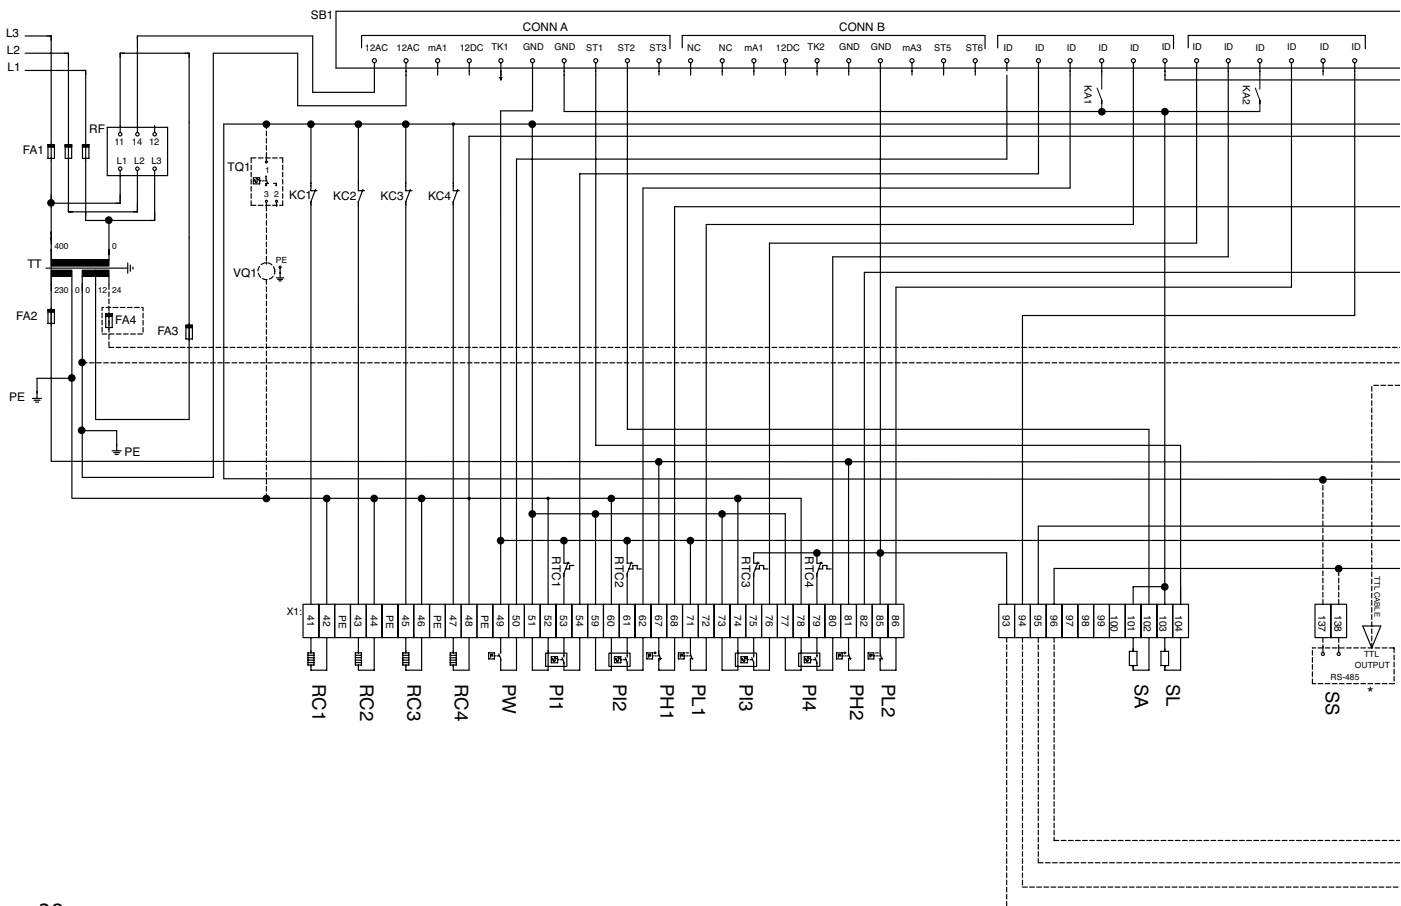 SB1
CONN A CONN B
12AC 12AC mA1 12DC TK1 GND GND ST1 ST2 ST3 NC NC mA1 12DC TK2 GND GND mA3 ST5 ST6 ID ID ID ID ID ID ID ID ID ID ID ID
L3
L2
L1
KA1 KA2
RF
11 14 12
L1 L2 L3
FA1
TQ1
1
3 2
KC1 KC2 KC3 KC4
400 0
TT
230 0 0 12 24
VQ1 PE
FA2 FA4 FA3
PE
PE
RTC1 RTC2 RTC3 RTC4
TTL CABLE
X1: 41 42 PE 43 44 PE 45 46 PE 47 48 PE 49 50 51 52 53 54 59 60 61 62 67 68 71 72 73 74 75 76 77 78 79 80 81 82 85 86 93 94 95 96 97 98 99 100 101 102 103 104 137 138
TTL
OUTPUT
RS-485
*
RC1 RC2 RC3 RC4 PW PI1 PI2 PH1 PL1 PI3 PI4 PH2 PL2 SA SL SS